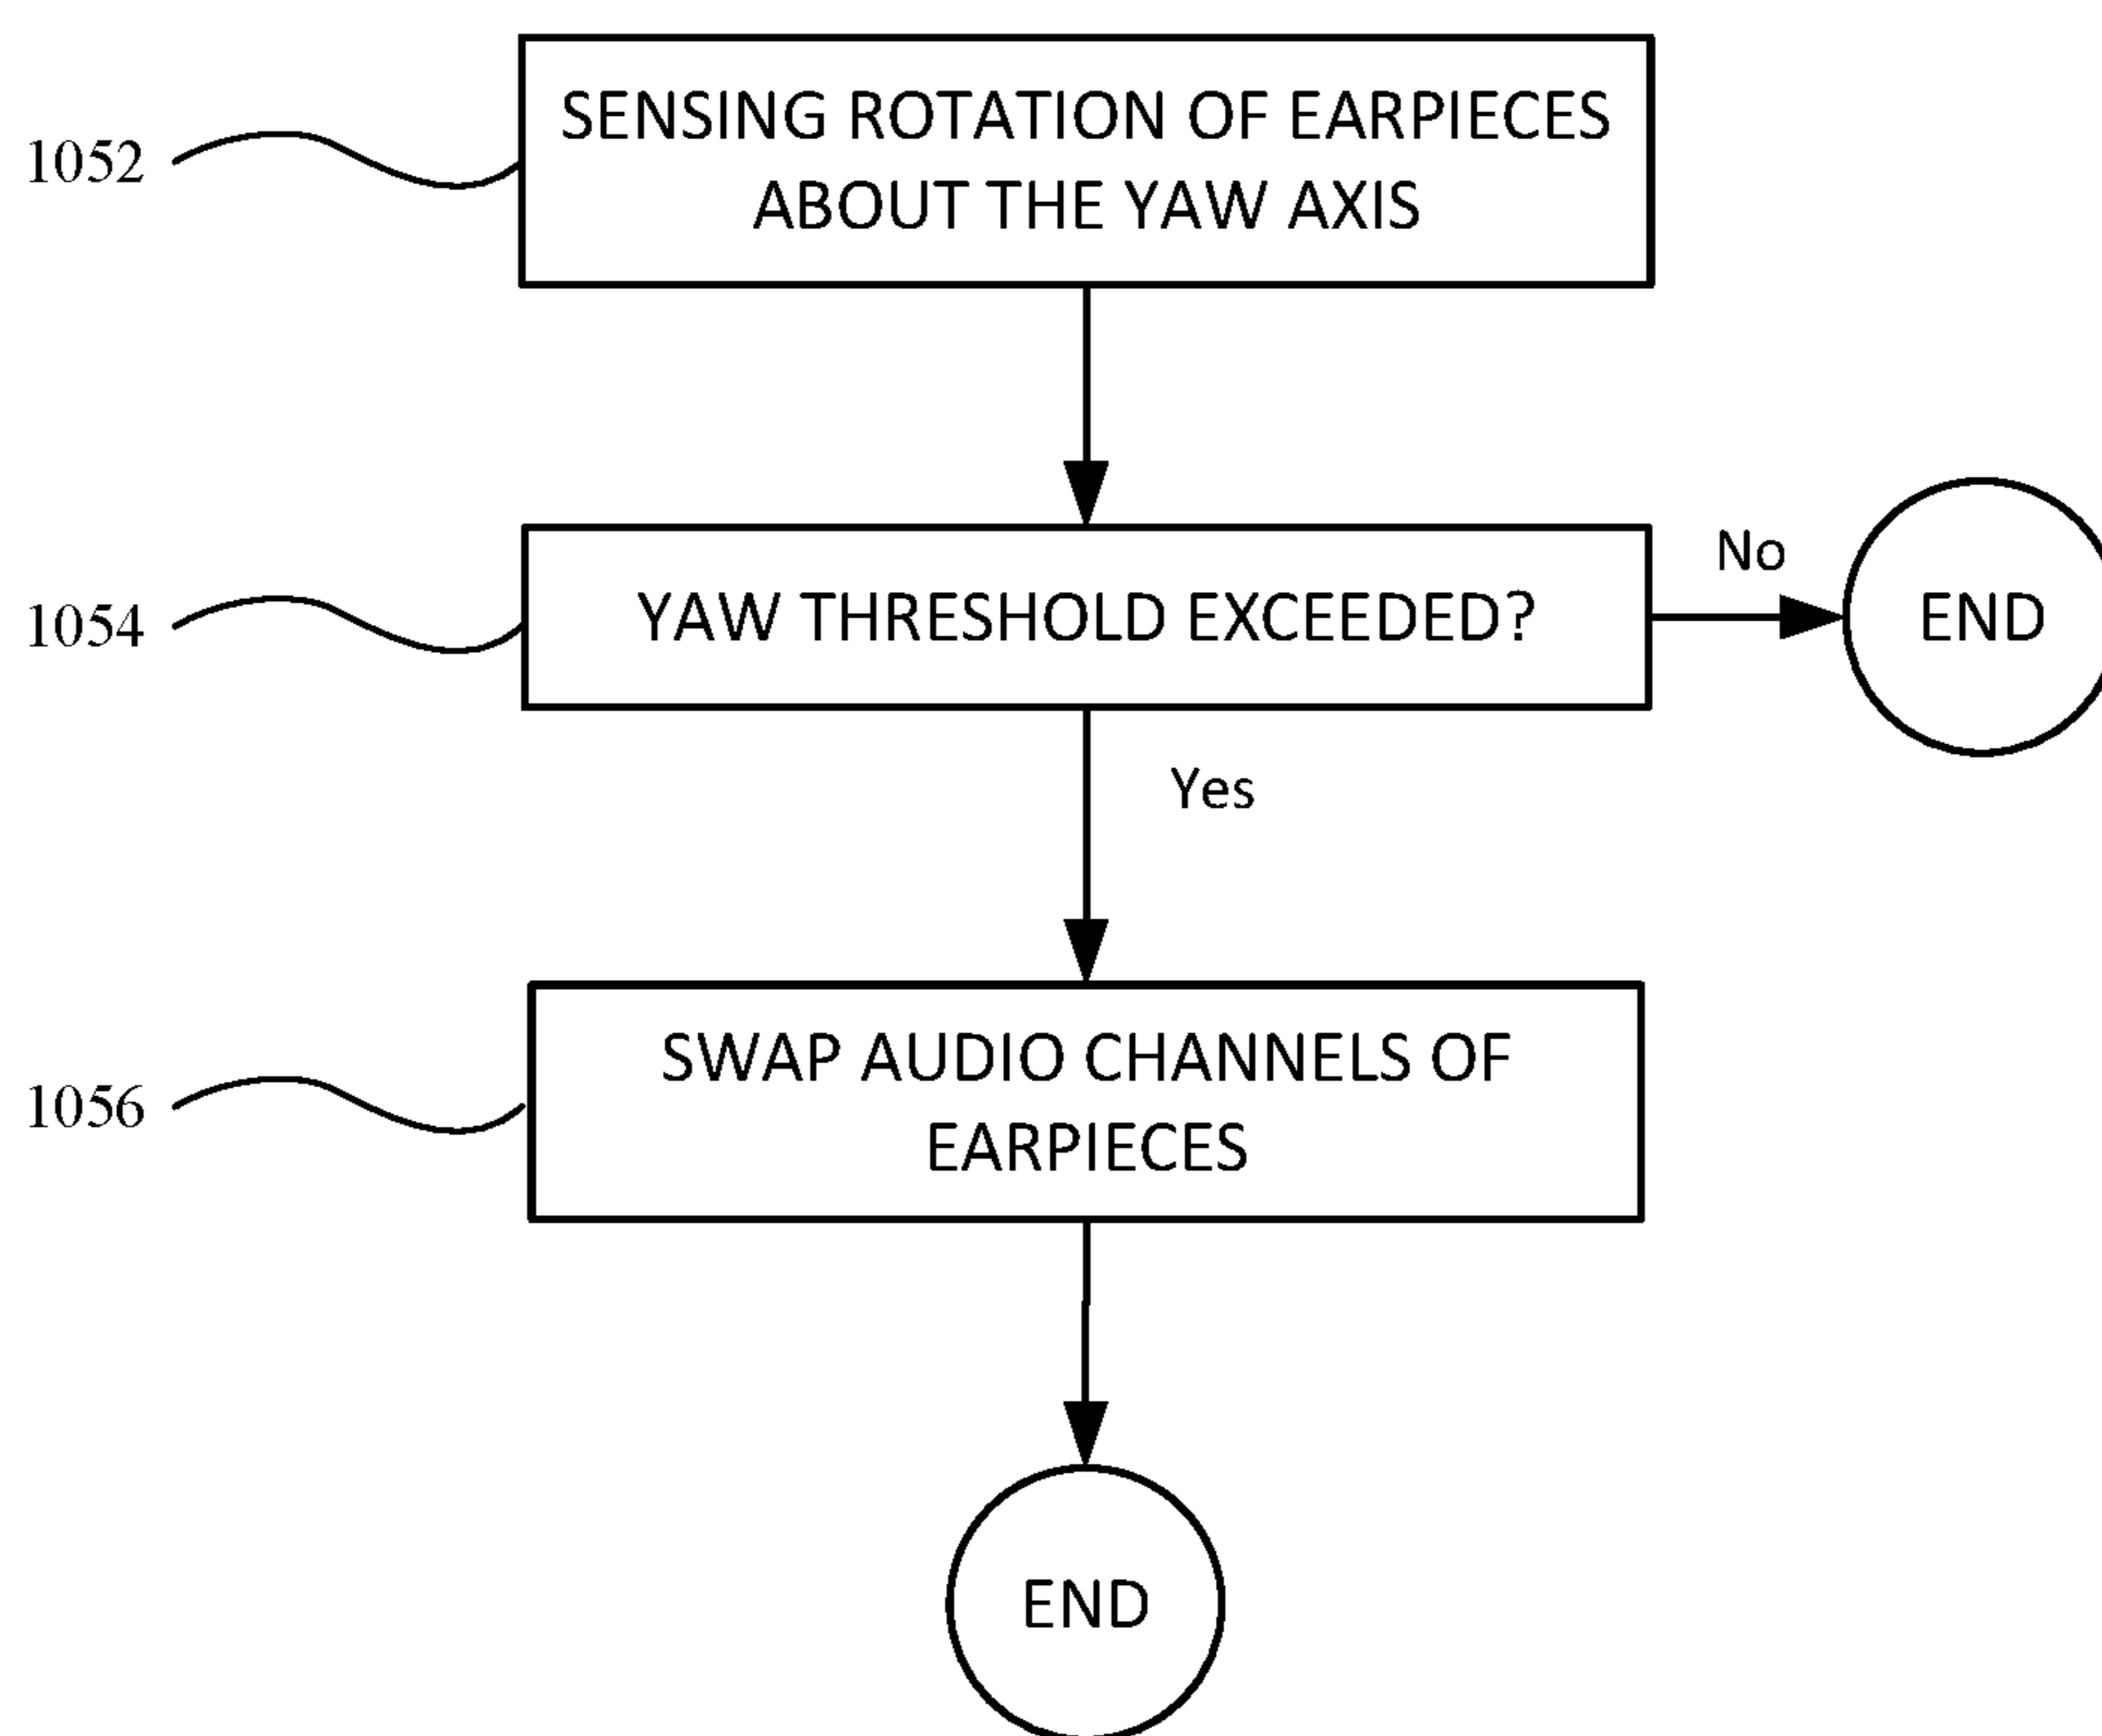 1052
SENSING ROTATION OF EARPIECES
ABOUT THE YAW AXIS
1054
YAW THRESHOLD EXCEEDED?
No
END
Yes
1056
SWAP AUDIO CHANNELS OF
EARPIECES
END